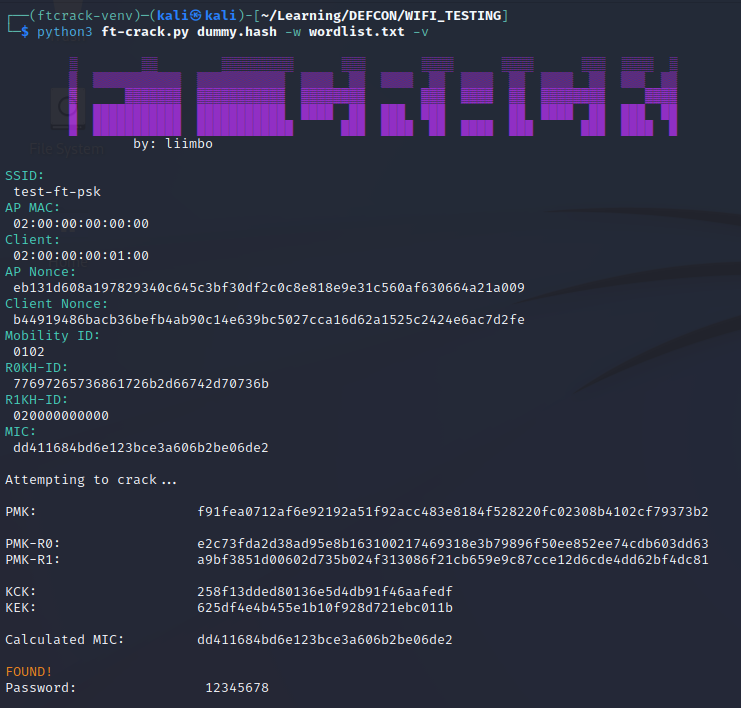 ┌──(ftcrack-venv)─(kali㉿kali)-[~/Learning/DEFCON/WIFI_TESTING]
└─$ python3 ft-crack.py dummy.hash -w wordlist.txt -v
File System
by: liimbo
SSID:
test-ft-psk
AP MAC:
02:00:00:00:00:00
Client:
02:00:00:00:01:00
AP Nonce:
eb131d608a197829340c645c3bf30df2c0c8e818e9e31c560af630664a21a009
Client Nonce:
b44919486bacb36befb4ab90c14e639bc5027cca16d62a1525c2424e6ac7d2fe
Mobility ID:
0102
R0KH-ID:
77697265736861726b2d66742d70736b
R1KH-ID:
020000000000
MIC:
dd411684bd6e123bce3a606b2be06de2
Attempting to crack...
PMK: f91fea0712af6e92192a51f92acc483e8184f528220fc02308b4102cf79373b2
PMK-R0: e2c73fda2d38ad95e8b163100217469318e3b79896f50ee852ee74cdb603dd63
PMK-R1: a9bf3851d00602d735b024f313086f21cb659e9c87cce12d6cde4dd62bf4dc81
KCK: 258f13dded80136e5d4db91f46aafedf
KEK: 625df4e4b455e1b10f928d721ebc011b
Calculated MIC: dd411684bd6e123bce3a606b2be06de2
FOUND!
Password: 12345678